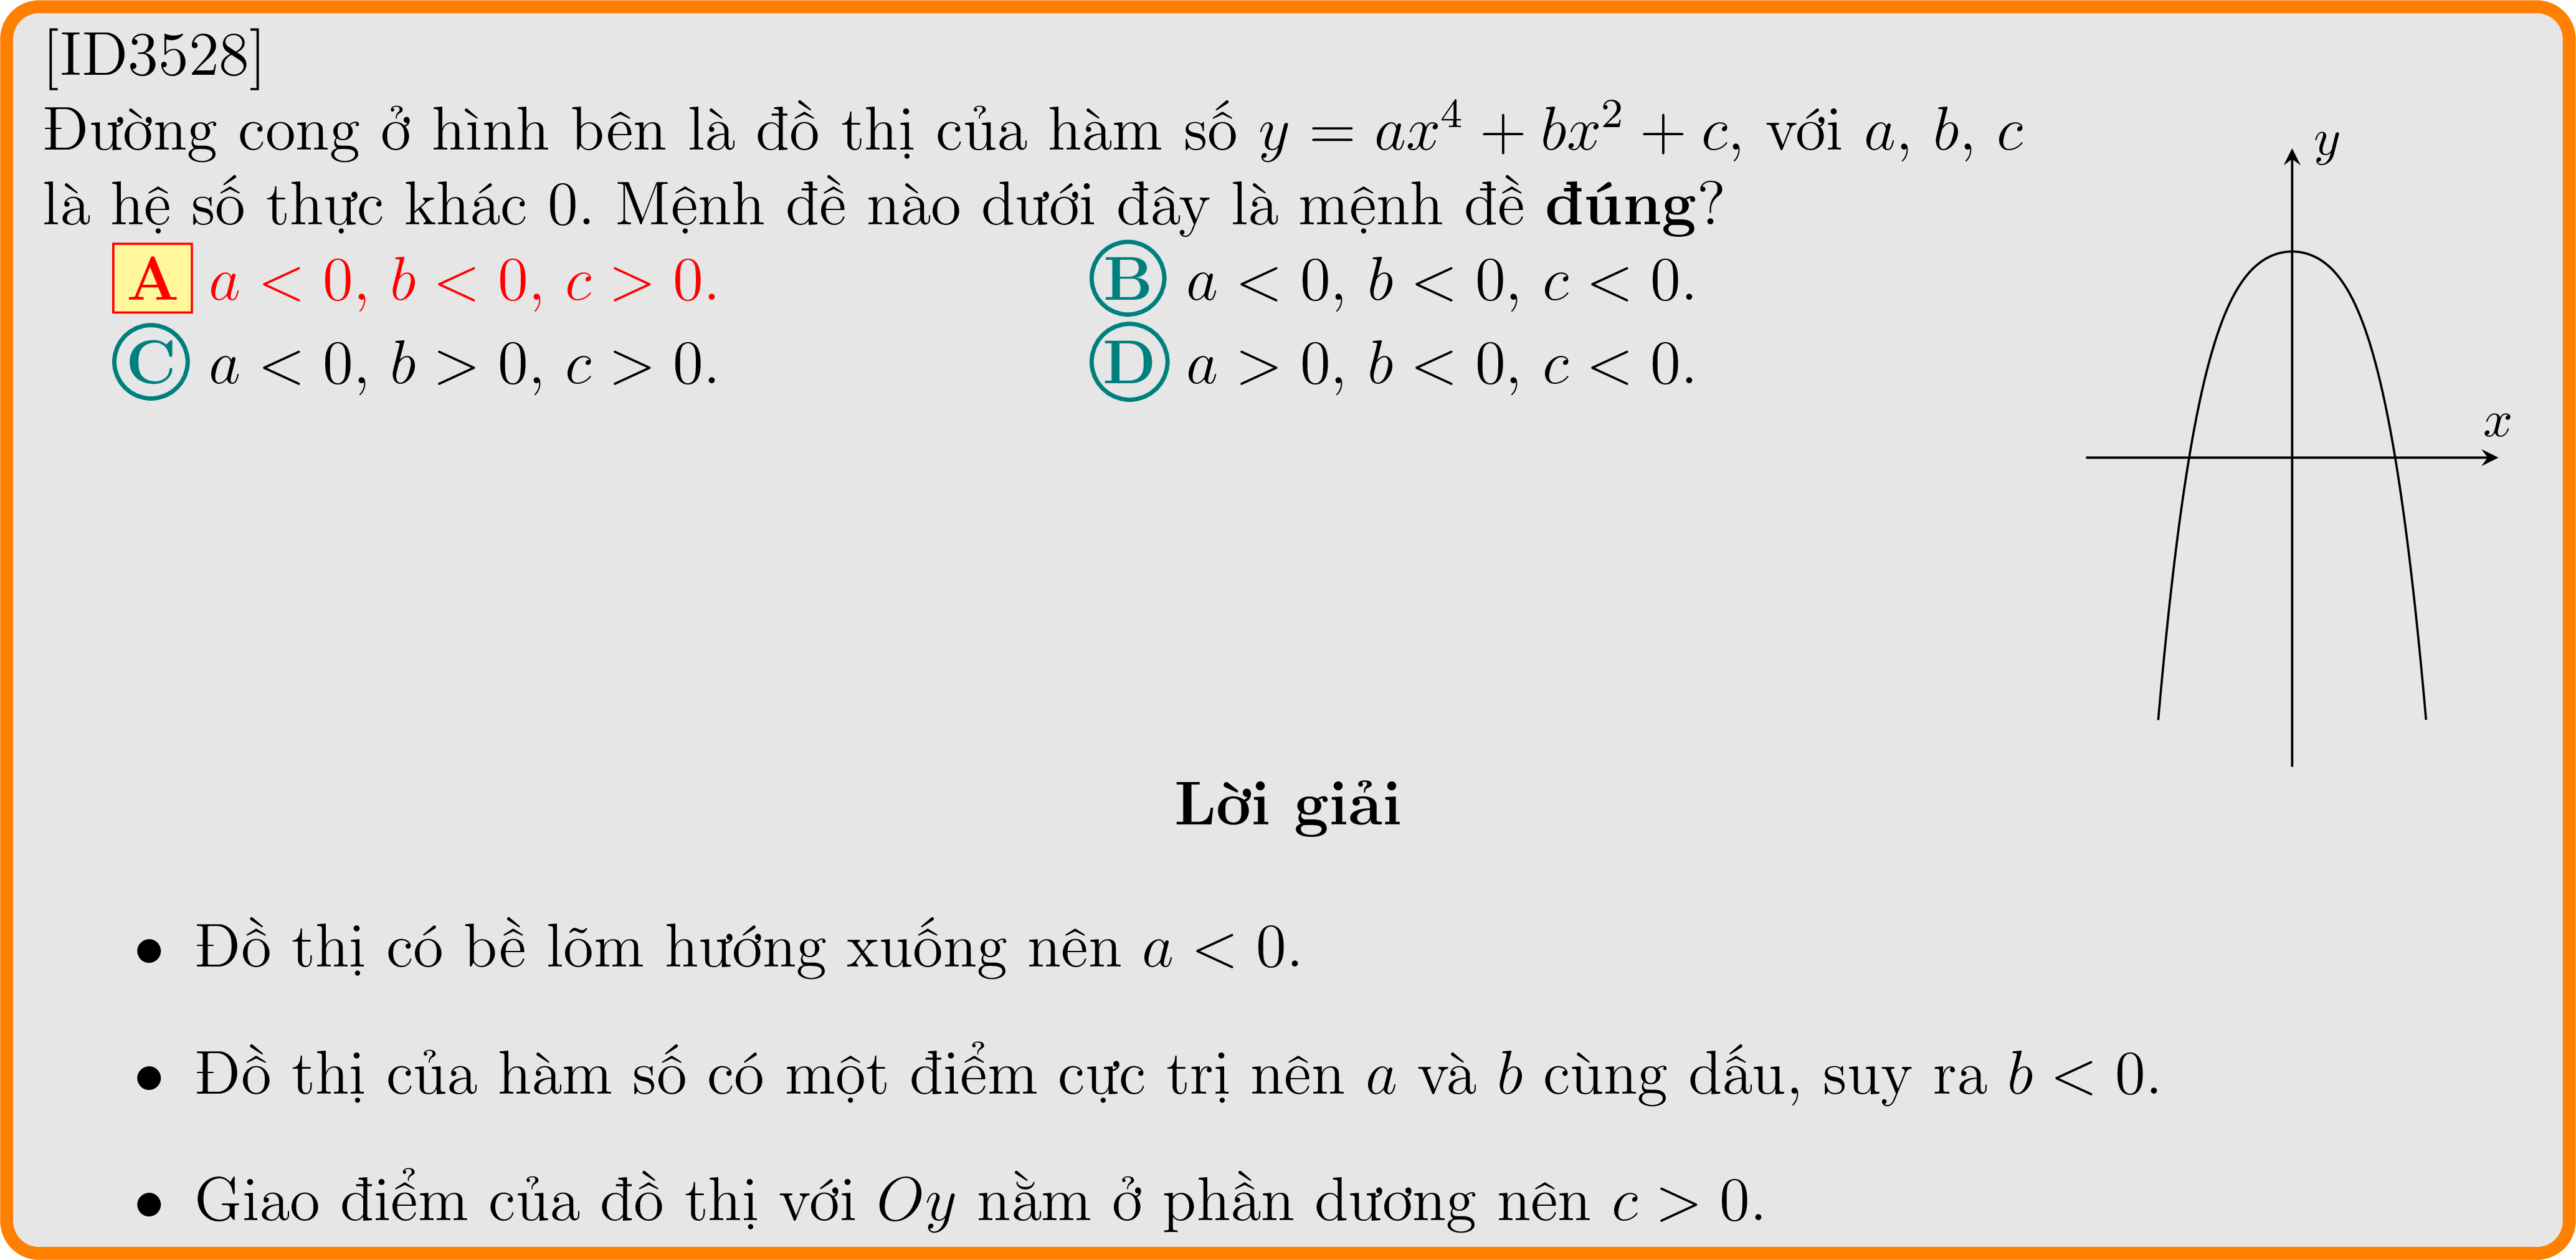 [ID3528]
Đường cong ở hình bên là đồ thị của hàm số y = ax⁴ + bx² + c, với a, b, c
là hệ số thực khác 0. Mệnh đề nào dưới đây là mệnh đề đúng?
A a < 0, b < 0, c > 0.
B a < 0, b < 0, c < 0.
C a < 0, b > 0, c > 0.
D a > 0, b < 0, c < 0.
y
x
Lời giải
• Đồ thị có bề lõm hướng xuống nên a < 0.
• Đồ thị của hàm số có một điểm cực trị nên a và b cùng dấu, suy ra b < 0.
• Giao điểm của đồ thị với Oy nằm ở phần dương nên c > 0.